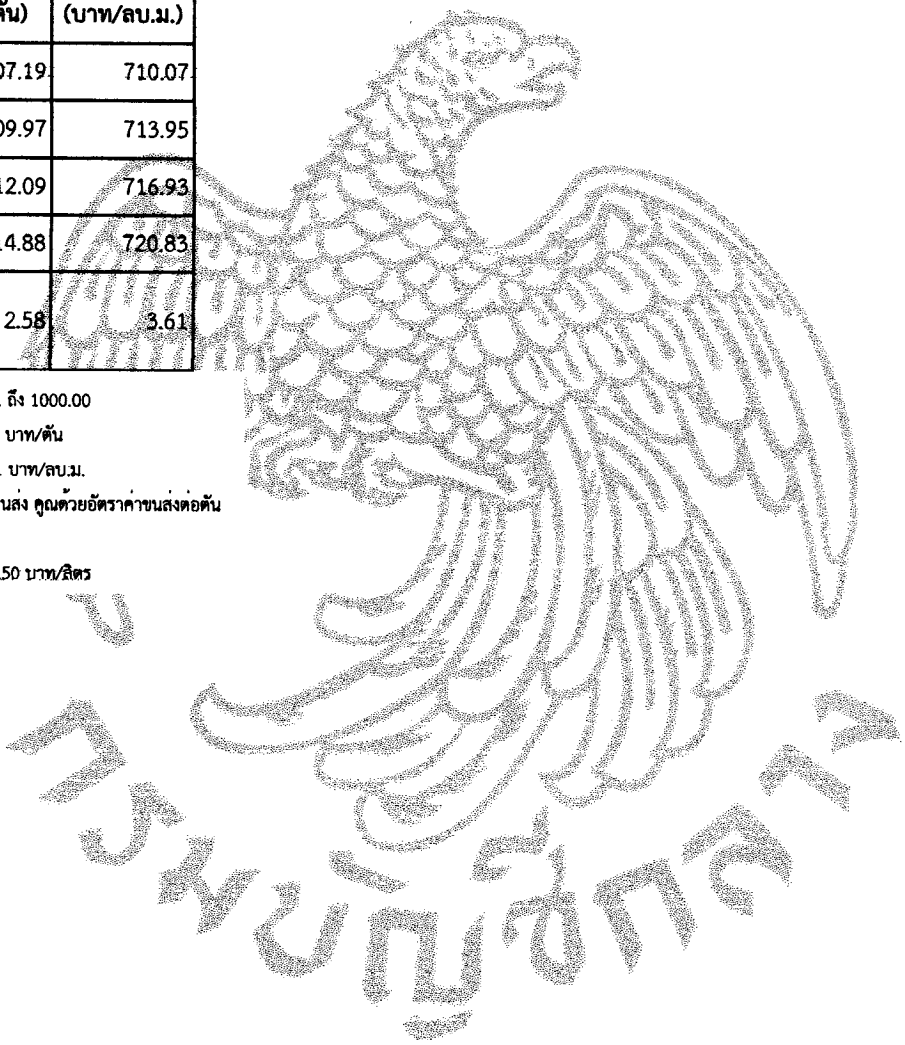 ตัน) (บาท/ลบ.ม.)
07.19 710.07
09.97 713.95
12.09 716.93
14.88 720.83
2.58 3.61
ถึง 1000.00
บาท/ตัน
บาท/ลบ.ม.
นส่ง คูณด้วยอัตราค่าขนส่งต่อตัน
.50 บาท/ลิตร
กรมบัญชีกลาง